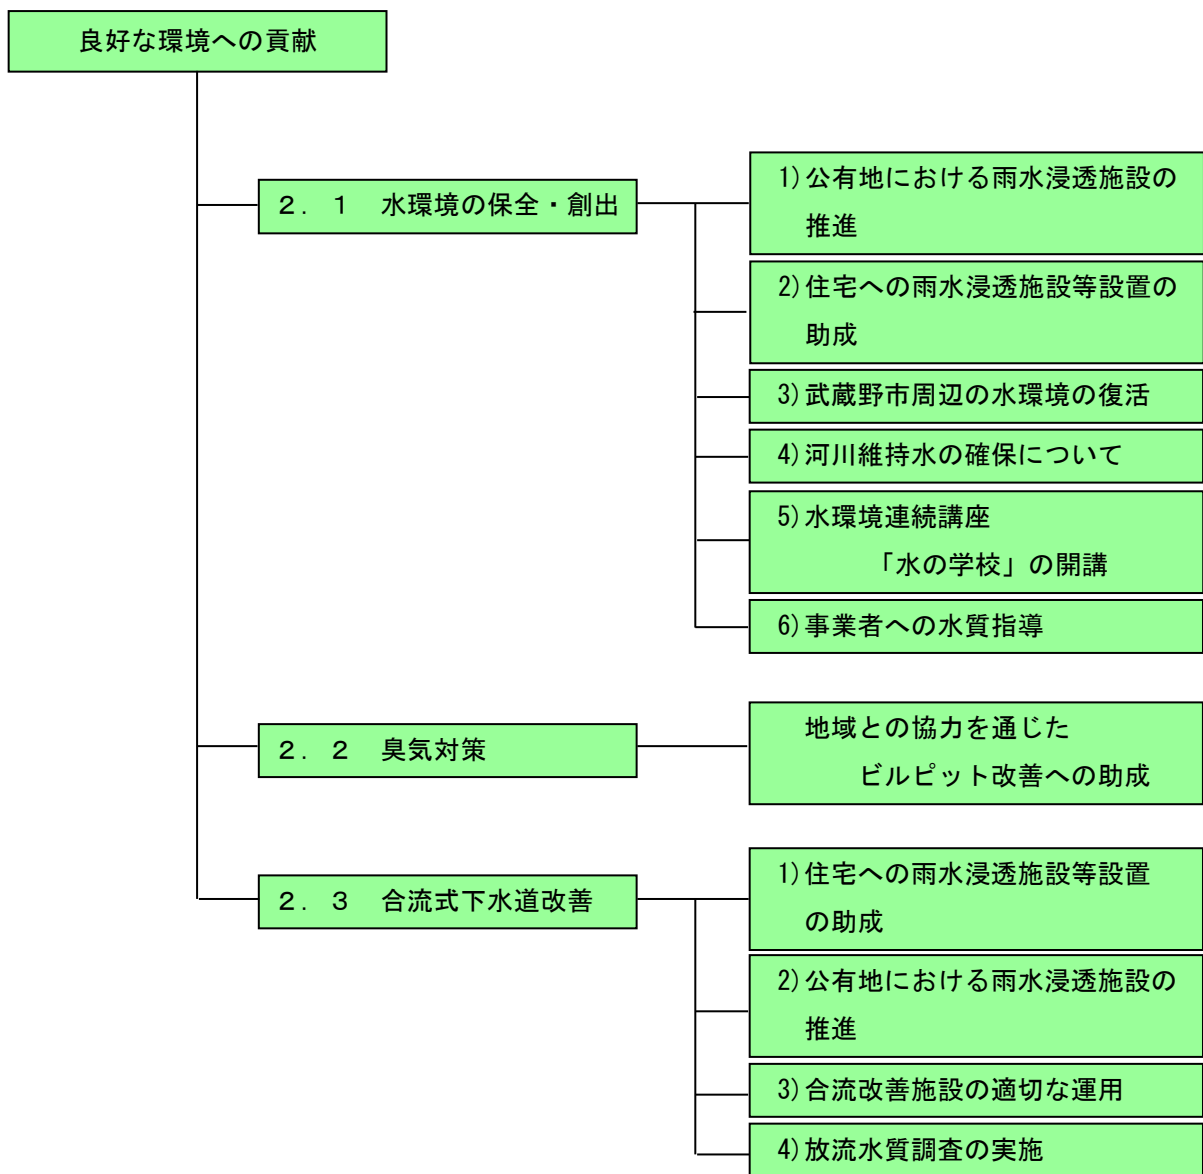 良好な環境への貢献
2．1　水環境の保全・創出
1)公有地における雨水浸透施設の
推進
2)住宅への雨水浸透施設等設置の
助成
3)武蔵野市周辺の水環境の復活
4)河川維持水の確保について
5)水環境連続講座
「水の学校」の開講
6)事業者への水質指導
2．2　臭気対策
地域との協力を通じた
ビルピット改善への助成
2．3　合流式下水道改善
1)住宅への雨水浸透施設等設置
の助成
2)公有地における雨水浸透施設の
推進
3)合流改善施設の適切な運用
4)放流水質調査の実施